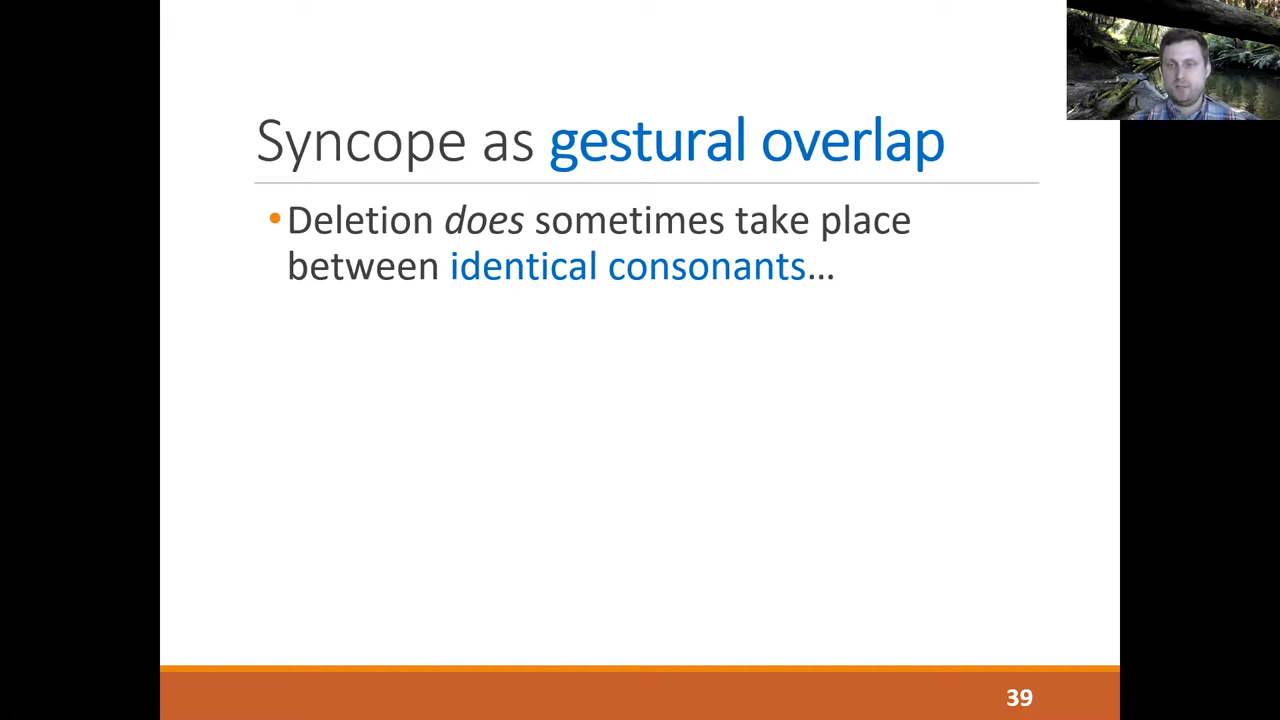 Syncope as gestural overlap
•Deletion does sometimes take place
between identical consonants…
39